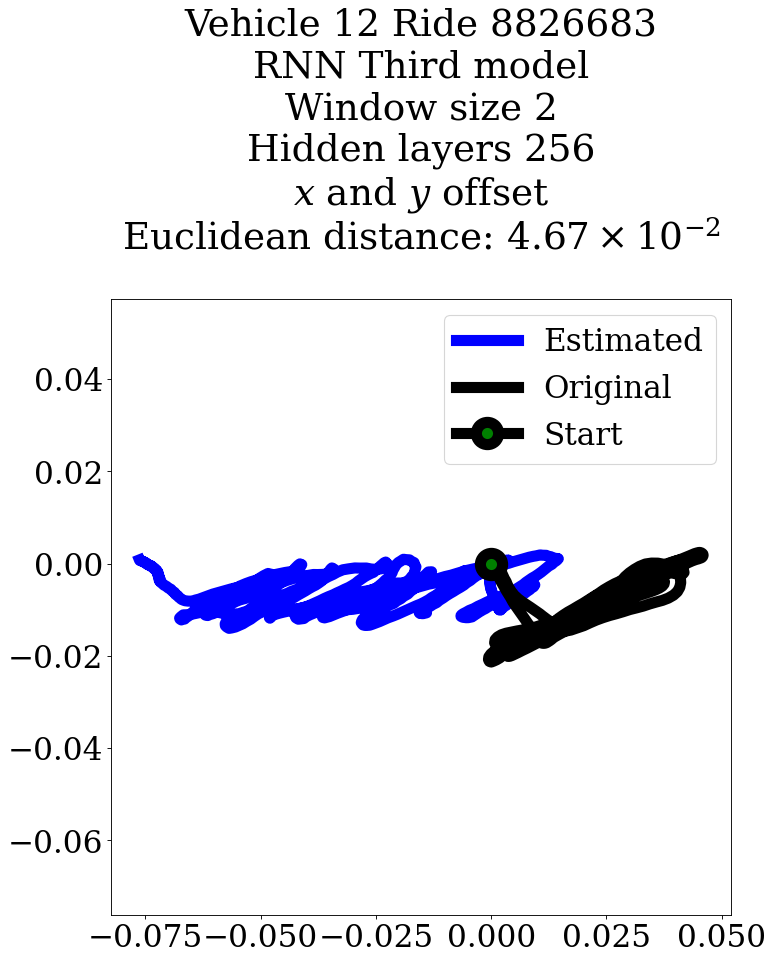 Vehicle 12 Ride 8826683
RNN Third model
Window size 2
Hidden layers 256
x and y offset
Euclidean distance: 4.67 × 10⁻²
Estimated
Original
Start
0.04
0.02
0.00
−0.02
−0.04
−0.06
−0.075 −0.050 −0.025 0.000 0.025 0.050